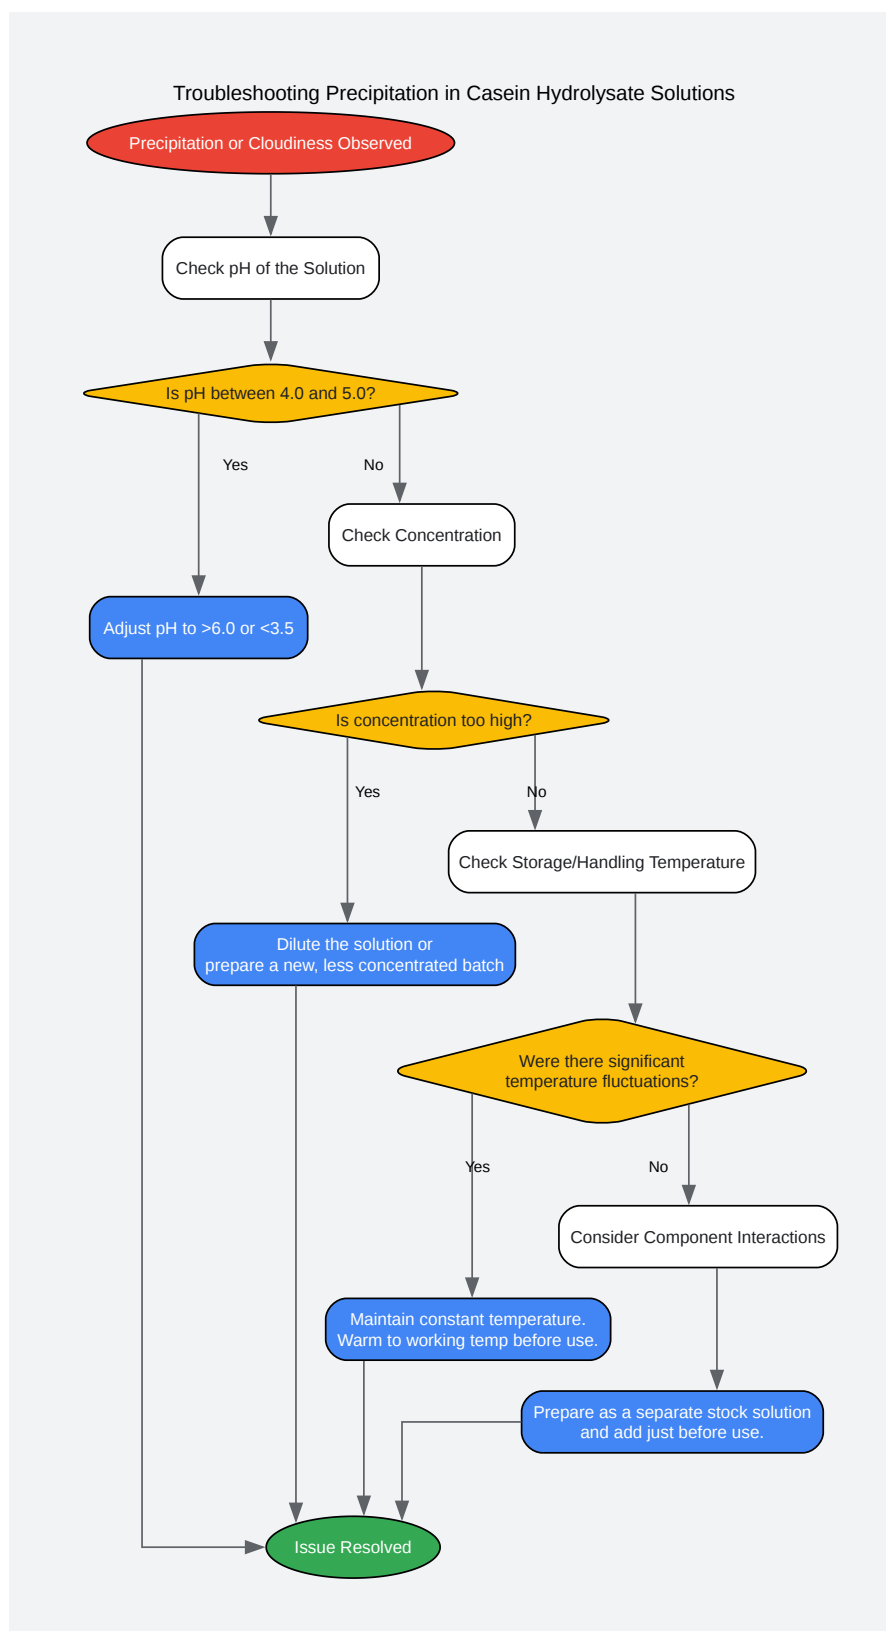 Troubleshooting Precipitation in Casein Hydrolysate Solutions
Precipitation or Cloudiness Observed
Check pH of the Solution
Is pH between 4.0 and 5.0?
Yes
No
Check Concentration
Adjust pH to >6.0 or <3.5
Is concentration too high?
Yes
No
Check Storage/Handling Temperature
Dilute the solution or
prepare a new, less concentrated batch
Were there significant
temperature fluctuations?
Yes
No
Consider Component Interactions
Maintain constant temperature.
Warm to working temp before use.
Prepare as a separate stock solution
and add just before use.
Issue Resolved